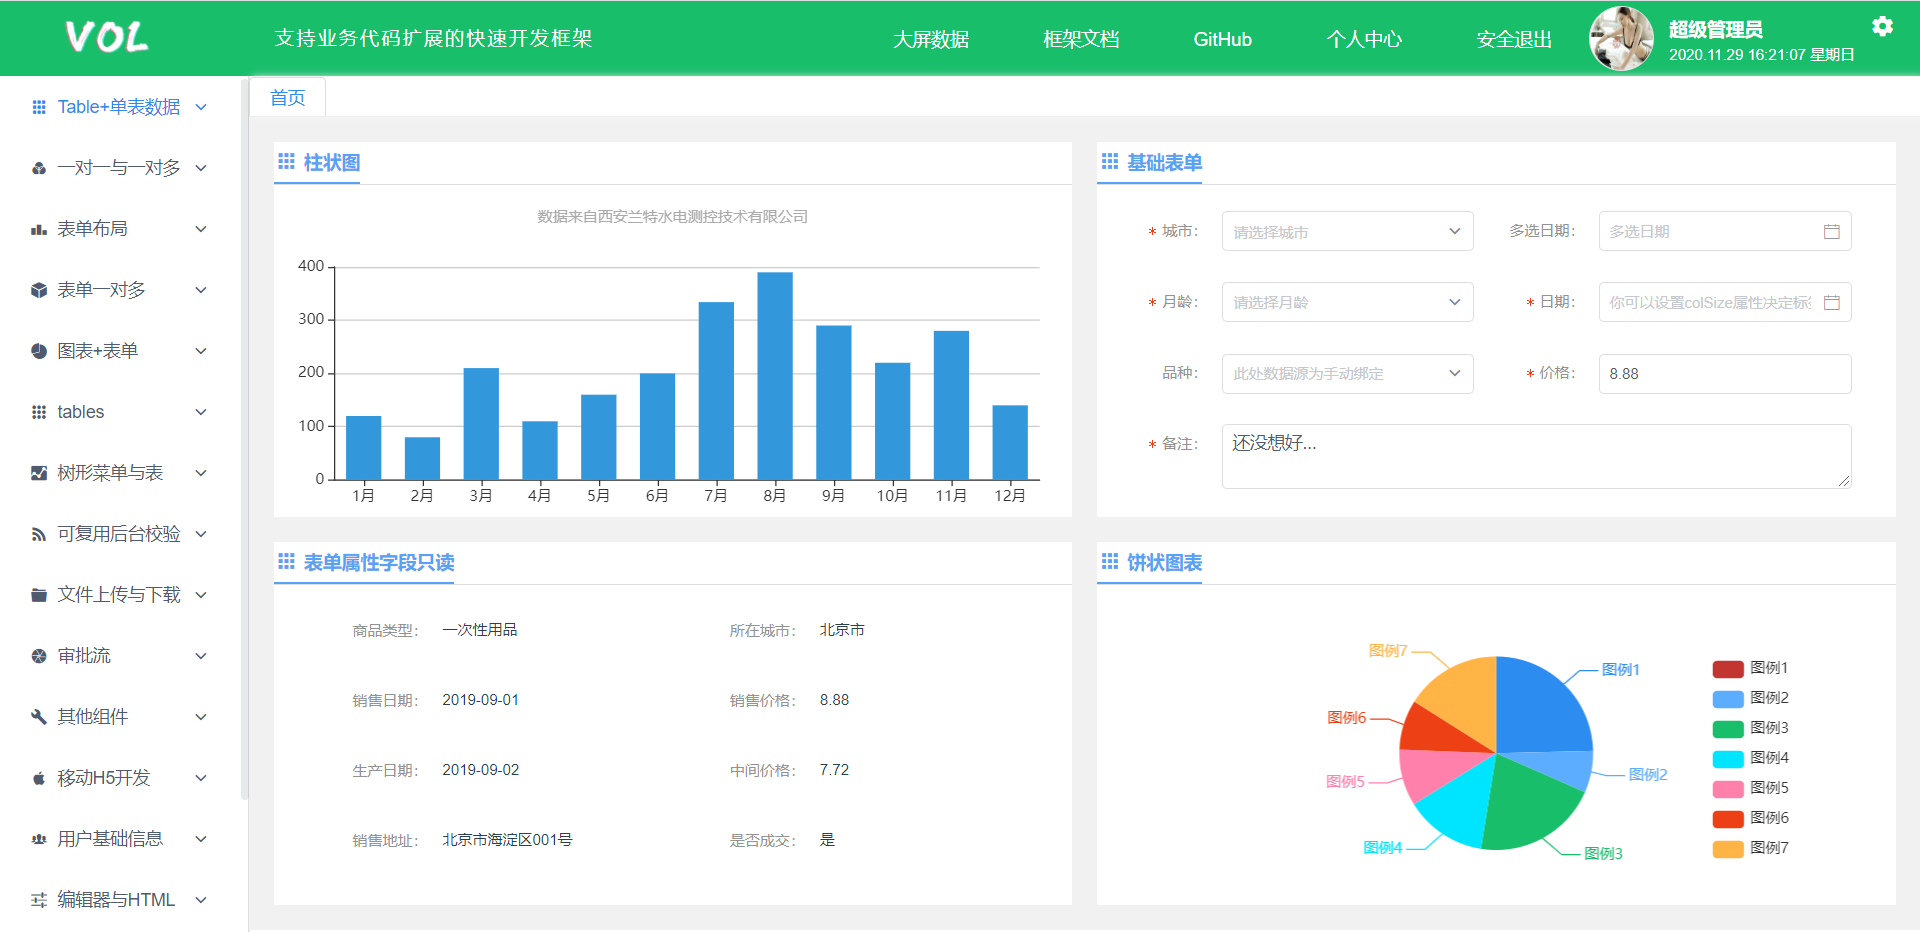 VOL
支持业务代码扩展的快速开发框架
大屏数据
框架文档
GitHub
个人中心
安全退出
超级管理员
2020.11.29 16:21:07 星期日
Table+单表数据
一对一与一对多
表单布局
表单一对多
图表+表单
tables
树形菜单与表
可复用后台校验
文件上传与下载
审批流
其他组件
移动H5开发
用户基础信息
编辑器与HTML
首页
柱状图
数据来自西安兰特水电测控技术有限公司
400
300
200
100
0
1月 2月 3月 4月 5月 6月 7月 8月 9月 10月 11月 12月
基础表单
* 城市: 请选择城市 多选日期: 多选日期
* 月龄: 请选择月龄 * 日期: 你可以设置colSize属性决定标签
品种: 此处数据源为手动绑定 * 价格: 8.88
* 备注: 还没想好...
表单属性字段只读
商品类型: 一次性用品 所在城市: 北京市
销售日期: 2019-09-01 销售价格: 8.88
生产日期: 2019-09-02 中间价格: 7.72
销售地址: 北京市海淀区001号 是否成交: 是
饼状图表
图例7
图例1
图例6
图例2
图例5
图例4
图例3
图例1
图例2
图例3
图例4
图例5
图例6
图例7